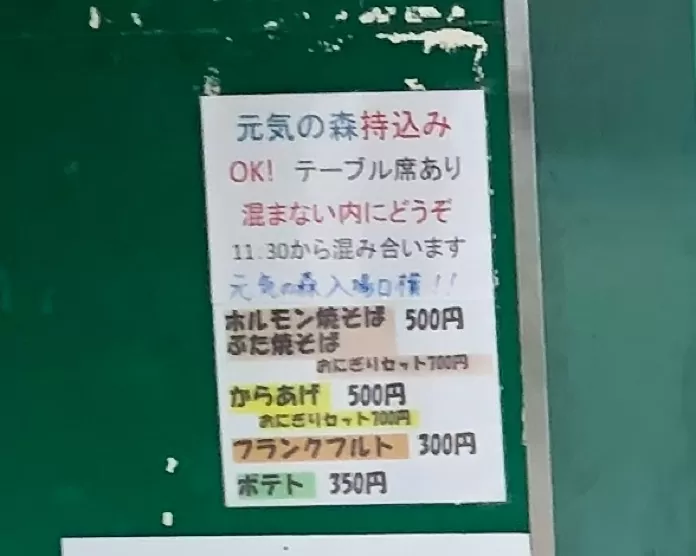 元気の森持込み
OK! テーブル席あり
混まない内にどうぞ
11:30から混み合います
元気の森入場口横!!
ホルモン焼そば 500円
ぶた焼そば
おにぎりセット700円
からあげ 500円
おにぎりセット700円
フランクフルト 300円
ポテト 350円